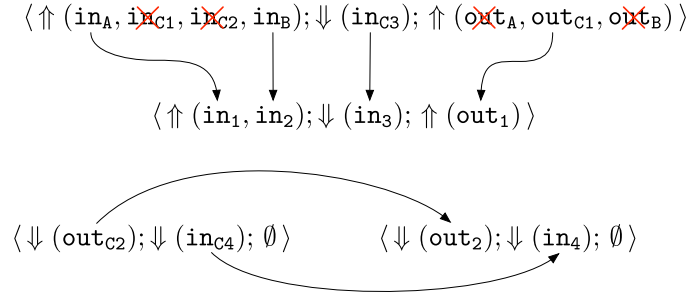 ⟨⇑(in_A, in_C1, in_C2, in_B);⇓(in_C3);⇑(out_A, out_C1, out_B)⟩
⟨⇑(in_1, in_2);⇓(in_3);⇑(out_1)⟩
⟨⇓(out_C2);⇓(in_C4);∅⟩ ⟨⇓(out_2);⇓(in_4);∅⟩